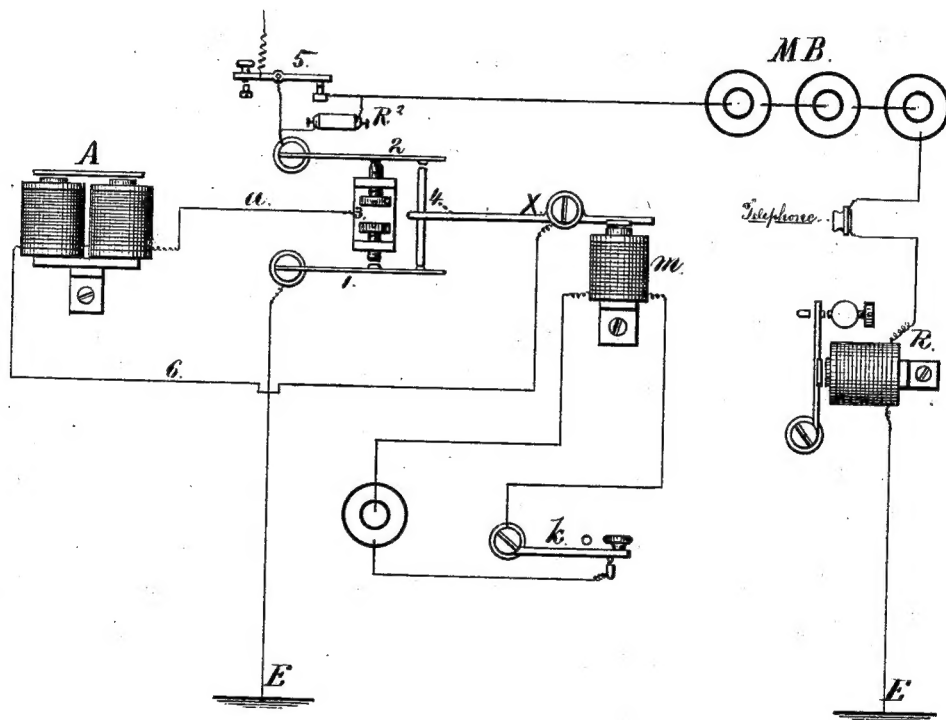 MB.
5.
R²
2
A
a.
3.
4.
X
Telephone
m.
1.
R.
6.
k.
E
E